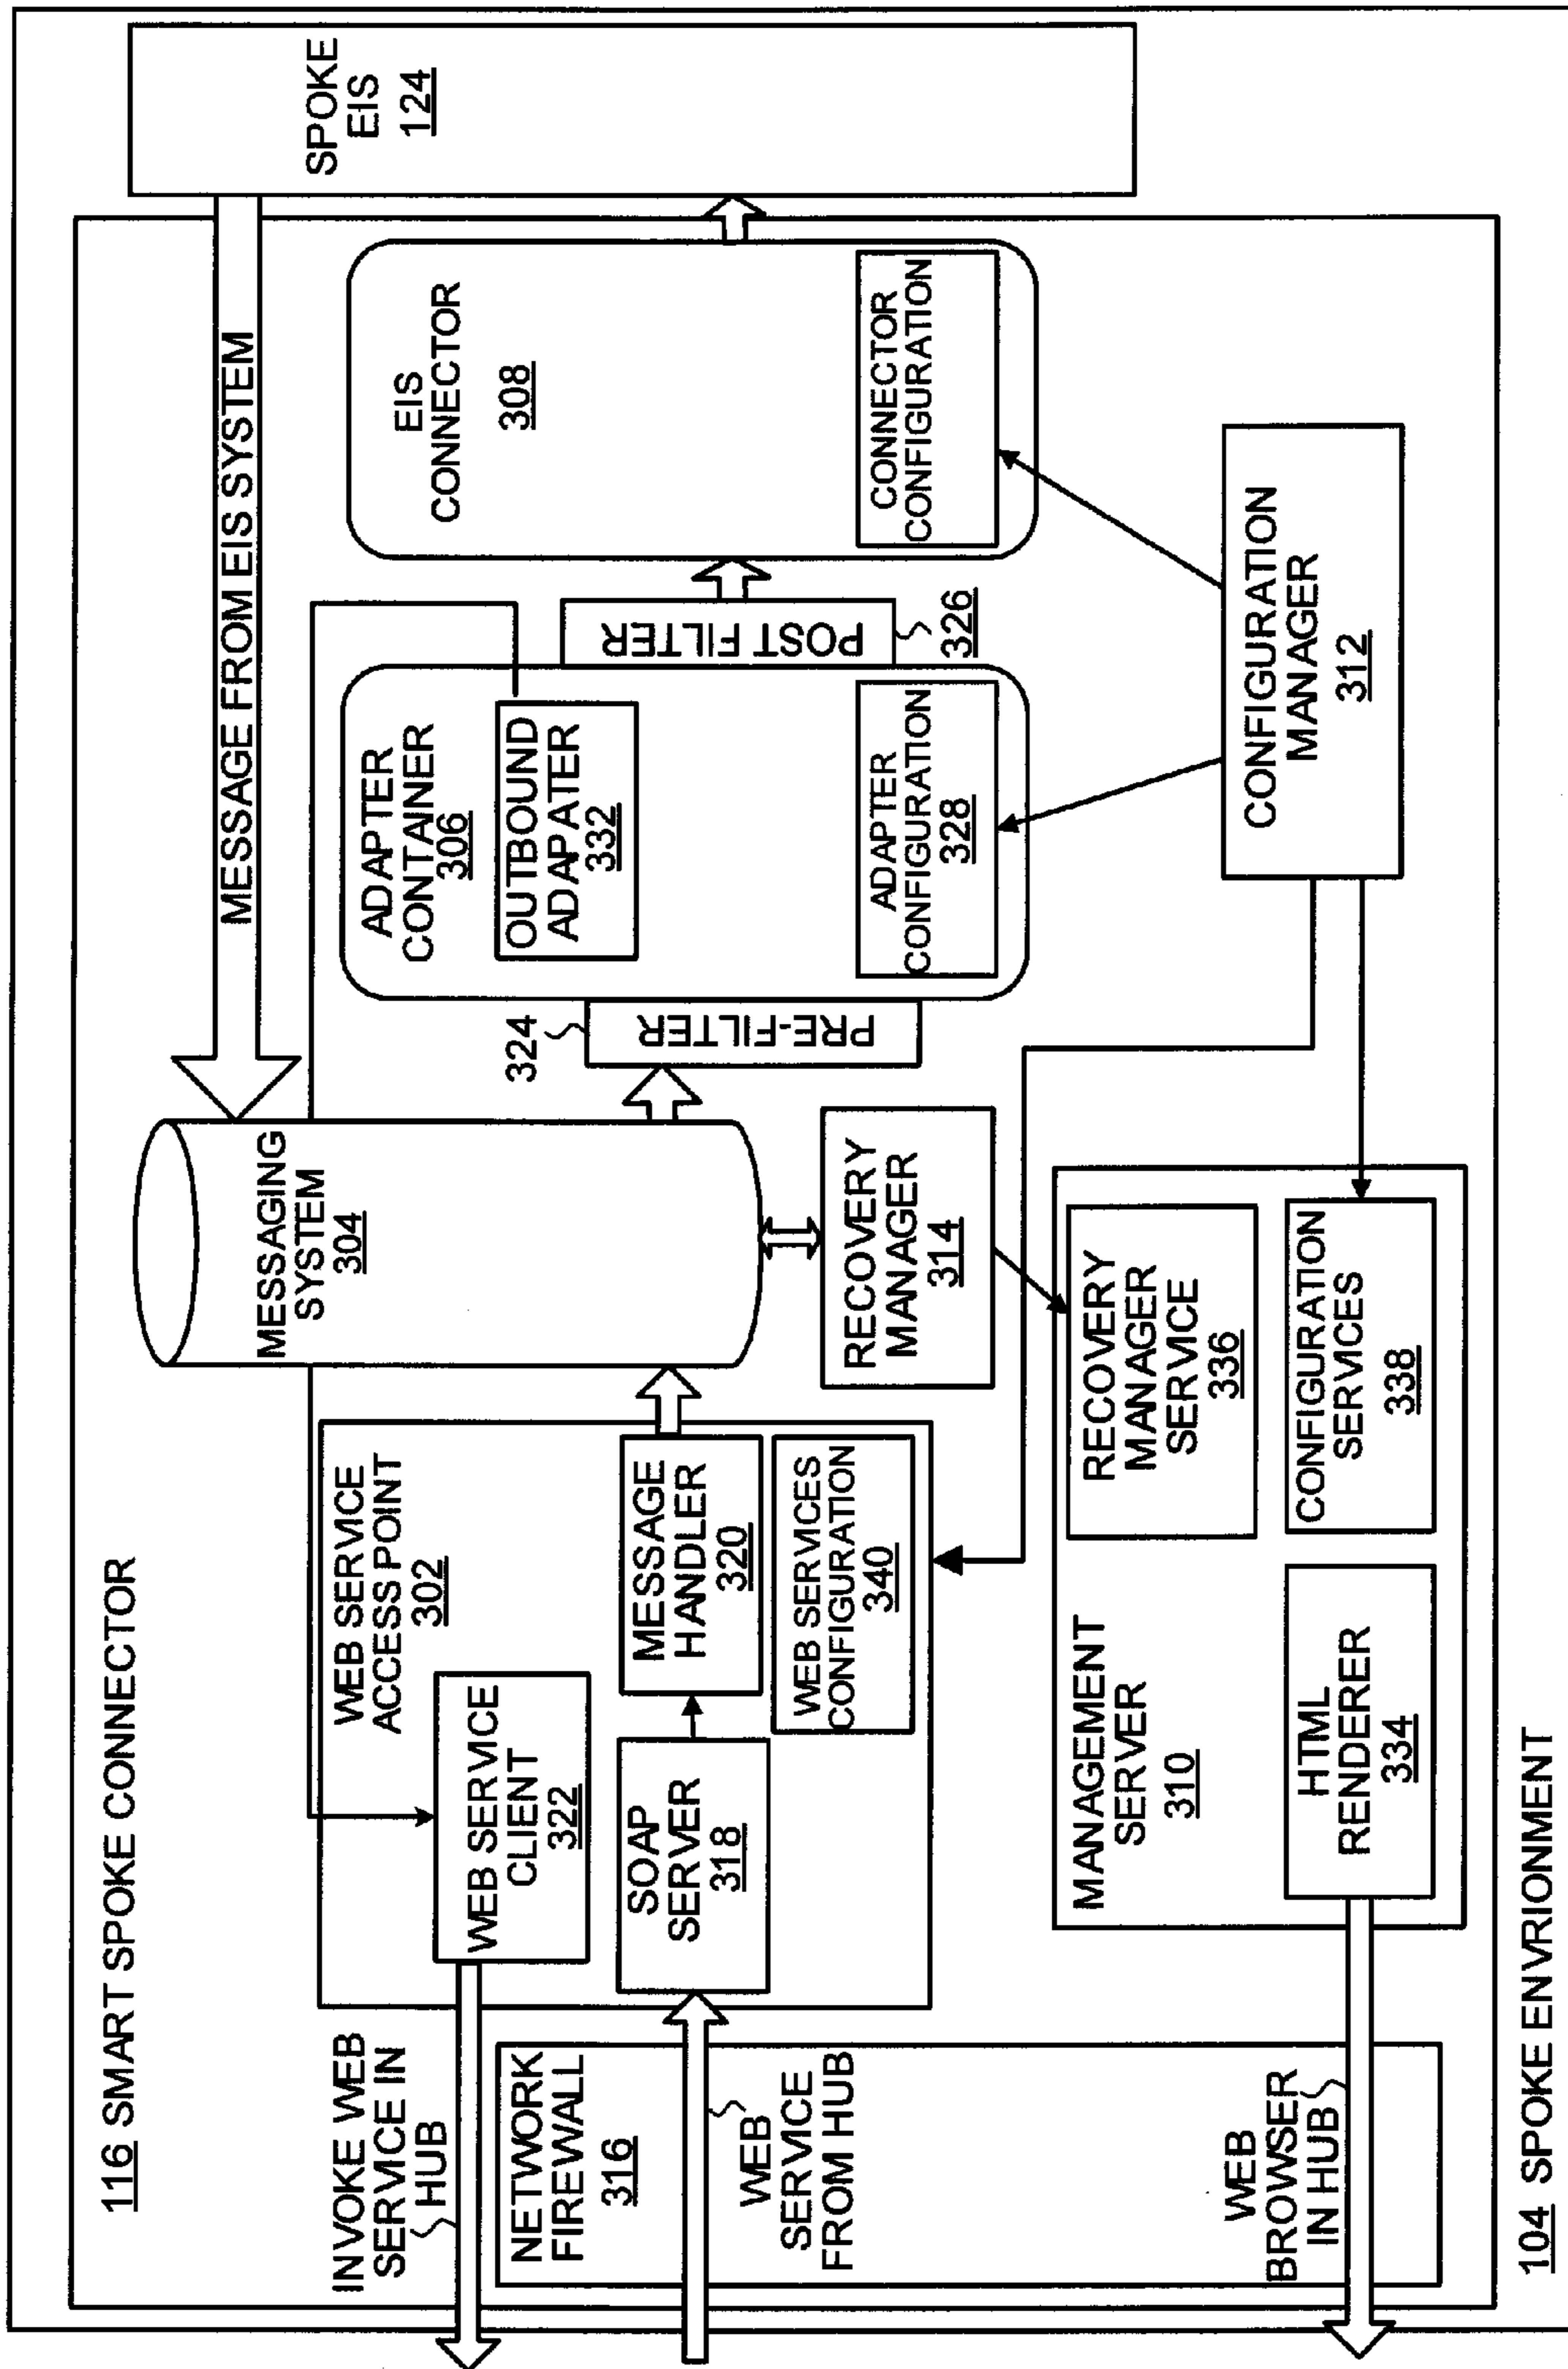 116 SMART SPOKE CONNECTOR
INVOKE WEB
SERVICE IN
HUB
NETWORK
FIREWALL
316
WEB
SERVICE
FROM HUB
WEB
BROWSER
IN HUB
WEB SERVICE
ACCESS POINT
302
WEB SERVICE
CLIENT
322
SOAP
SERVER
318
MESSAGE
HANDLER
320
WEB SERVICES
CONFIGURATION
340
MANAGEMENT
SERVER
310
HTML
RENDERER
334
RECOVERY
MANAGER
SERVICE
336
CONFIGURATION
SERVICES
338
MESSAGING
SYSTEM
304
RECOVERY
MANAGER
314
MESSAGE FROM EIS SYSTEM
324
PRE-FILTER
ADAPTER
CONTAINER
306
OUTBOUND
ADAPATER
332
ADAPTER
CONFIGURATION
328
POST FILTER
326
EIS
CONNECTOR
308
CONNECTOR
CONFIGURATION
CONFIGURATION
MANAGER
312
SPOKE
EIS
124
104 SPOKE ENVRIONMENT